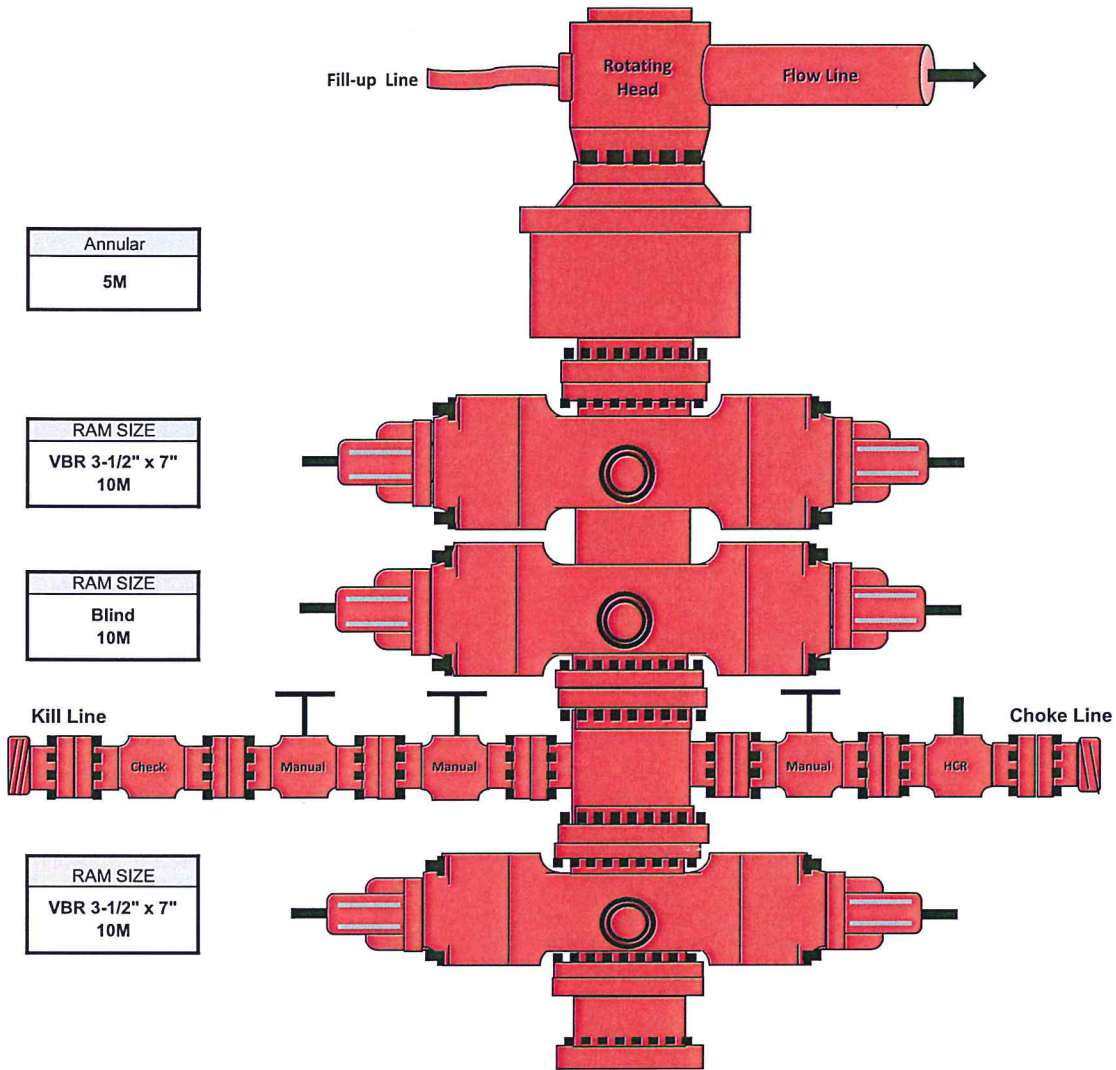 Fill-up Line
Rotating
Head
Flow Line
Annular
5M
RAM SIZE
VBR 3-1/2" x 7"
10M
RAM SIZE
Blind
10M
Kill Line
Choke Line
Check
Manual
Manual
Manual
HCR
RAM SIZE
VBR 3-1/2" x 7"
10M